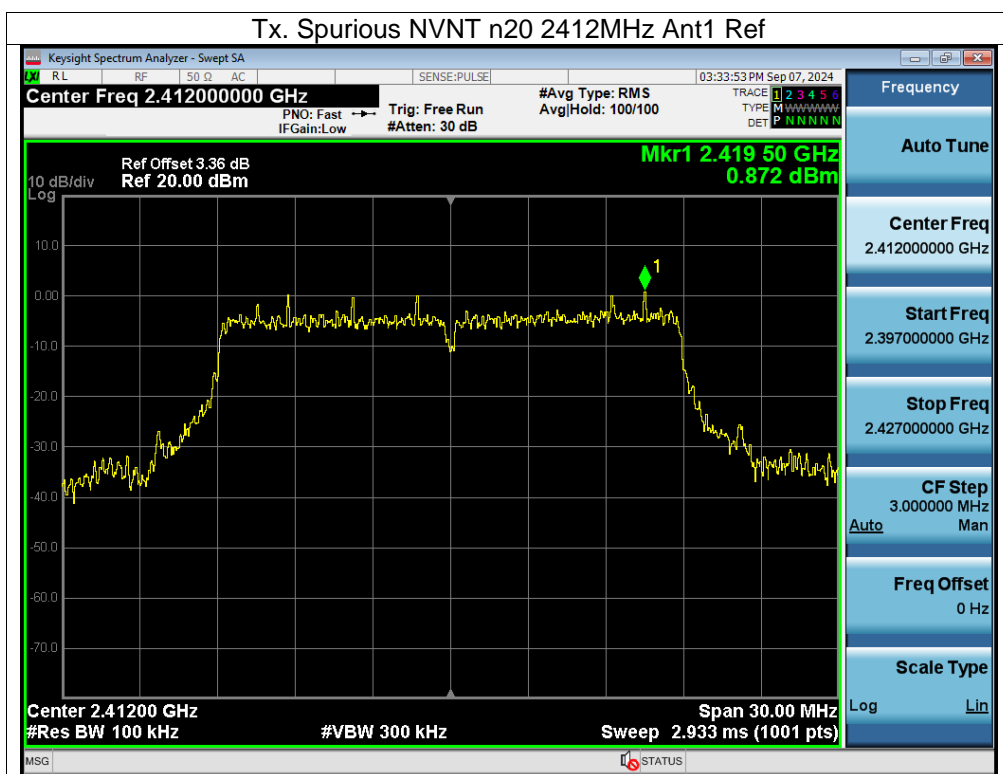 Tx. Spurious NVNT n20 2412MHz Ant1 Ref
Keysight Spectrum Analyzer - Swept SA
LXI RL RF 50 Ω AC SENSE:PULSE 03:33:53 PM Sep 07, 2024
Center Freq 2.412000000 GHz
PNO: Fast
IFGain:Low
Trig: Free Run
#Atten: 30 dB
#Avg Type: RMS
Avg|Hold: 100/100
TRACE 1 2 3 4 5 6
TYPE M WWWWW
DET P N N N N N
Ref Offset 3.36 dB
Ref 20.00 dBm
10 dB/div
Log
Mkr1 2.419 50 GHz
0.872 dBm
10.0
0.00
-10.0
-20.0
-30.0
-40.0
-50.0
-60.0
-70.0
1
Center 2.41200 GHz
#Res BW 100 kHz
#VBW 300 kHz
Span 30.00 MHz
Sweep 2.933 ms (1001 pts)
MSG
STATUS
Frequency
Auto Tune
Center Freq
2.412000000 GHz
Start Freq
2.397000000 GHz
Stop Freq
2.427000000 GHz
CF Step
3.000000 MHz
Auto Man
Freq Offset
0 Hz
Scale Type
Log Lin